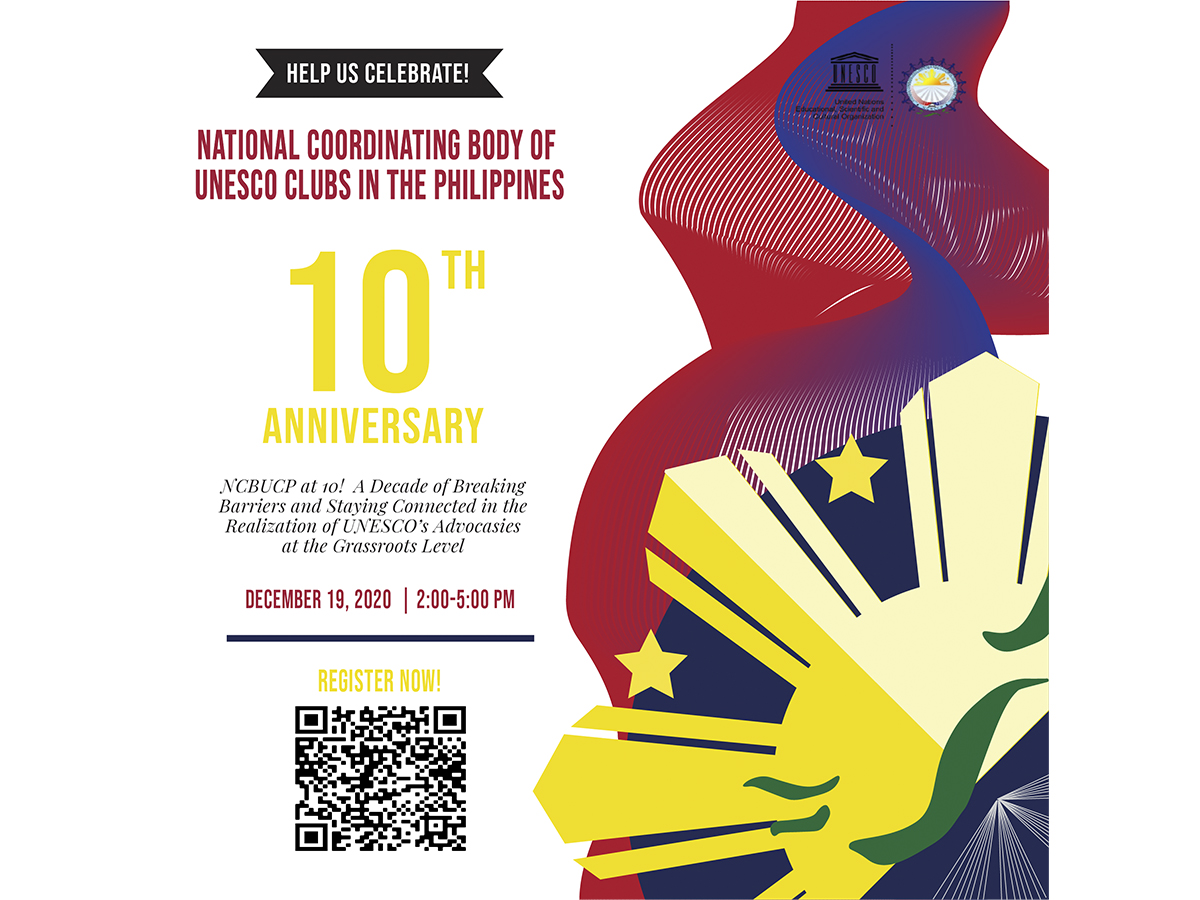 HELP US CELEBRATE!
NATIONAL COORDINATING BODY OF
UNESCO CLUBS IN THE PHILIPPINES
10TH
ANNIVERSARY
NCBUCP at 10! A Decade of Breaking
Barriers and Staying Connected in the
Realization of UNESCO's Advocasies
at the Grassroots Level
DECEMBER 19, 2020 | 2:00-5:00 PM
REGISTER NOW!
UNESCO
United Nations
Educational, Scientific and
Cultural Organization